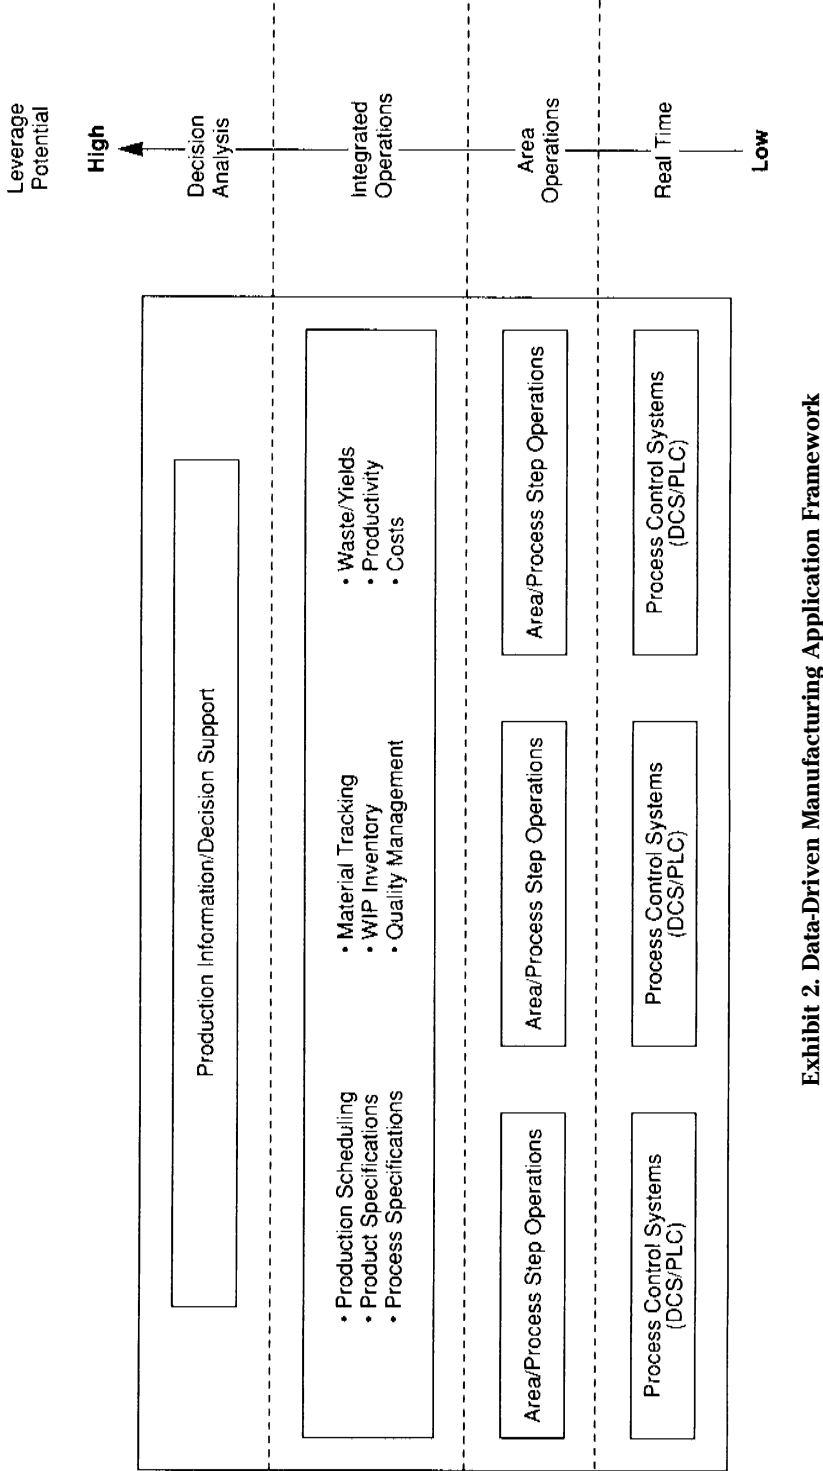 Leverage
Potential
High
Production Information/Decision Support
Decision
Analysis
• Production Scheduling
• Product Specifications
• Process Specifications
• Material Tracking
• WIP Inventory
• Quality Management
• Waste/Yields
• Productivity
• Costs
Integrated
Operations
Area/Process Step Operations
Area/Process Step Operations
Area/Process Step Operations
Area
Operations
Process Control Systems
(DCS/PLC)
Process Control Systems
(DCS/PLC)
Process Control Systems
(DCS/PLC)
Real Time
Low
Exhibit 2. Data-Driven Manufacturing Application Framework